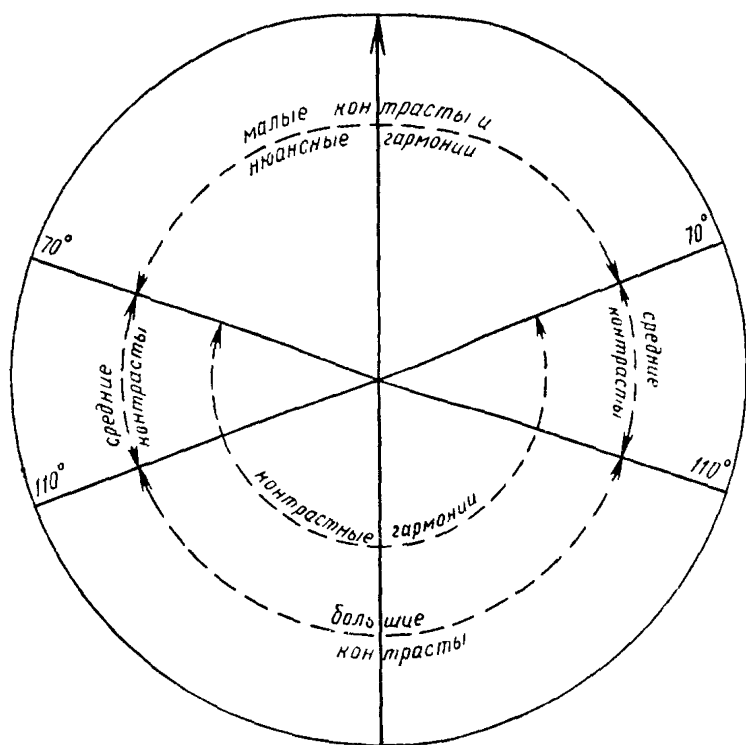 малые контрасты и
нюансные гармонии
70°
70°
средние
контрасты
средние
контрасты
110°
110°
контрастные гармонии
большие
контрасты